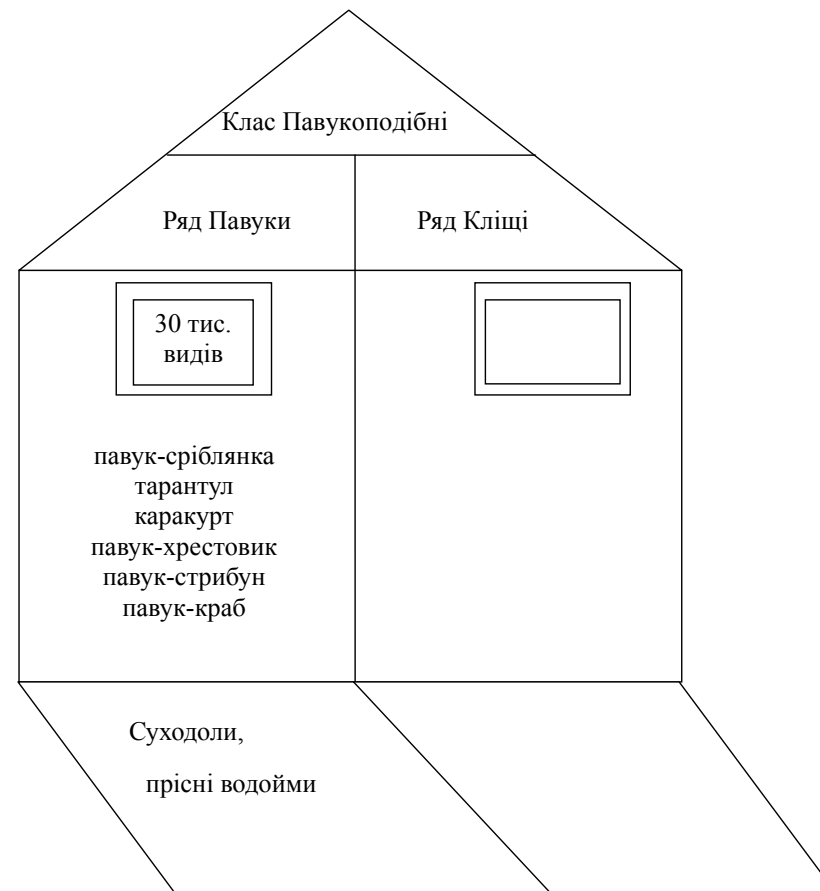 Клас Павукоподібні
Ряд Павуки
Ряд Кліщі
30 тис.
видів
павук-сріблянка
тарантул
каракурт
павук-хрестовик
павук-стрибун
павук-краб
Суходоли,
прісні водойми